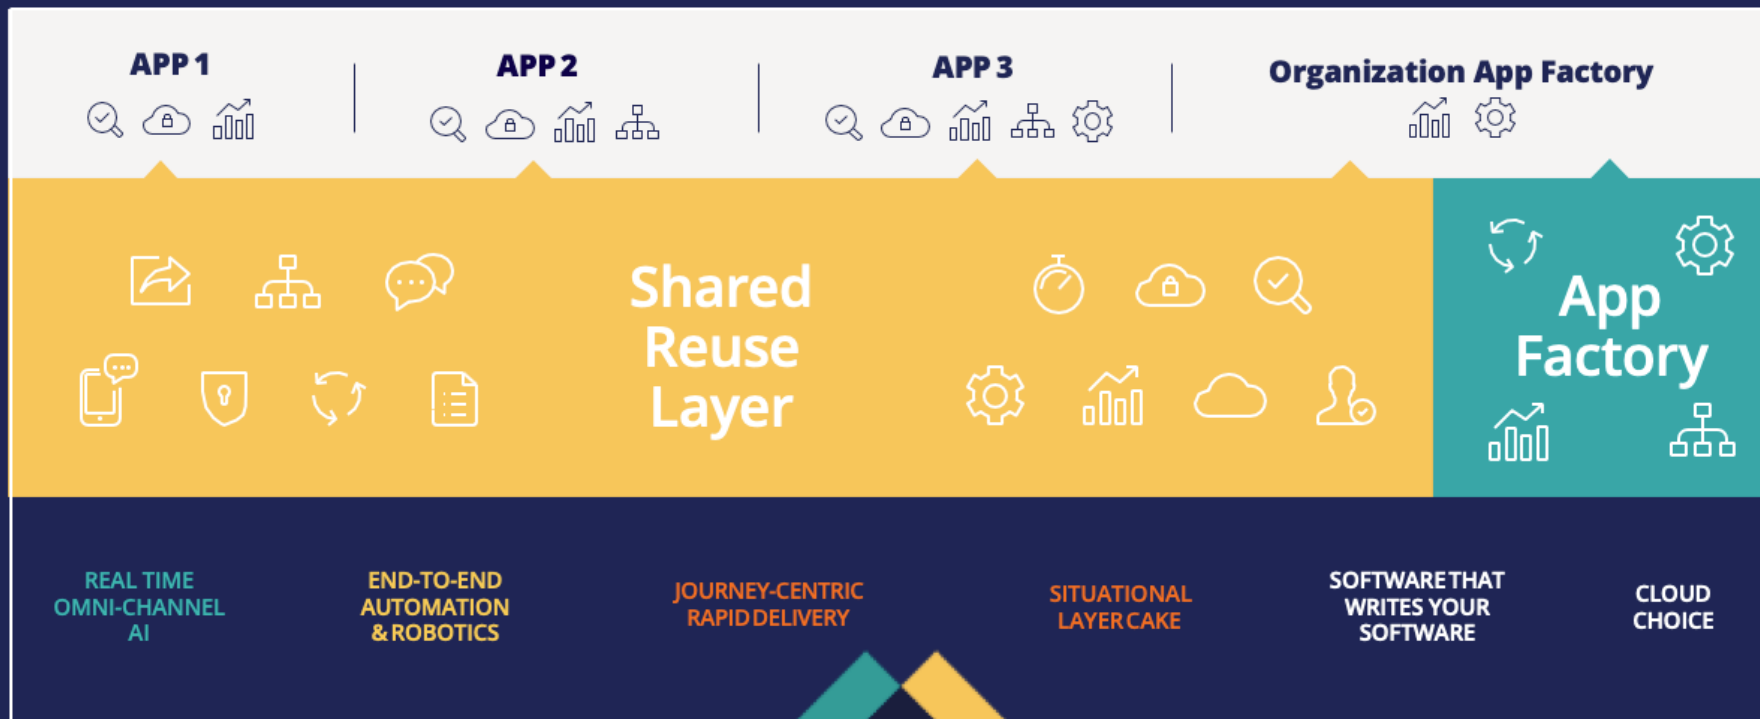 APP 1
APP 2
APP 3
Organization App Factory
Shared
Reuse
Layer
App
Factory
REAL TIME
OMNI-CHANNEL
AI
END-TO-END
AUTOMATION
& ROBOTICS
JOURNEY-CENTRIC
RAPID DELIVERY
SITUATIONAL
LAYER CAKE
SOFTWARE THAT
WRITES YOUR
SOFTWARE
CLOUD
CHOICE